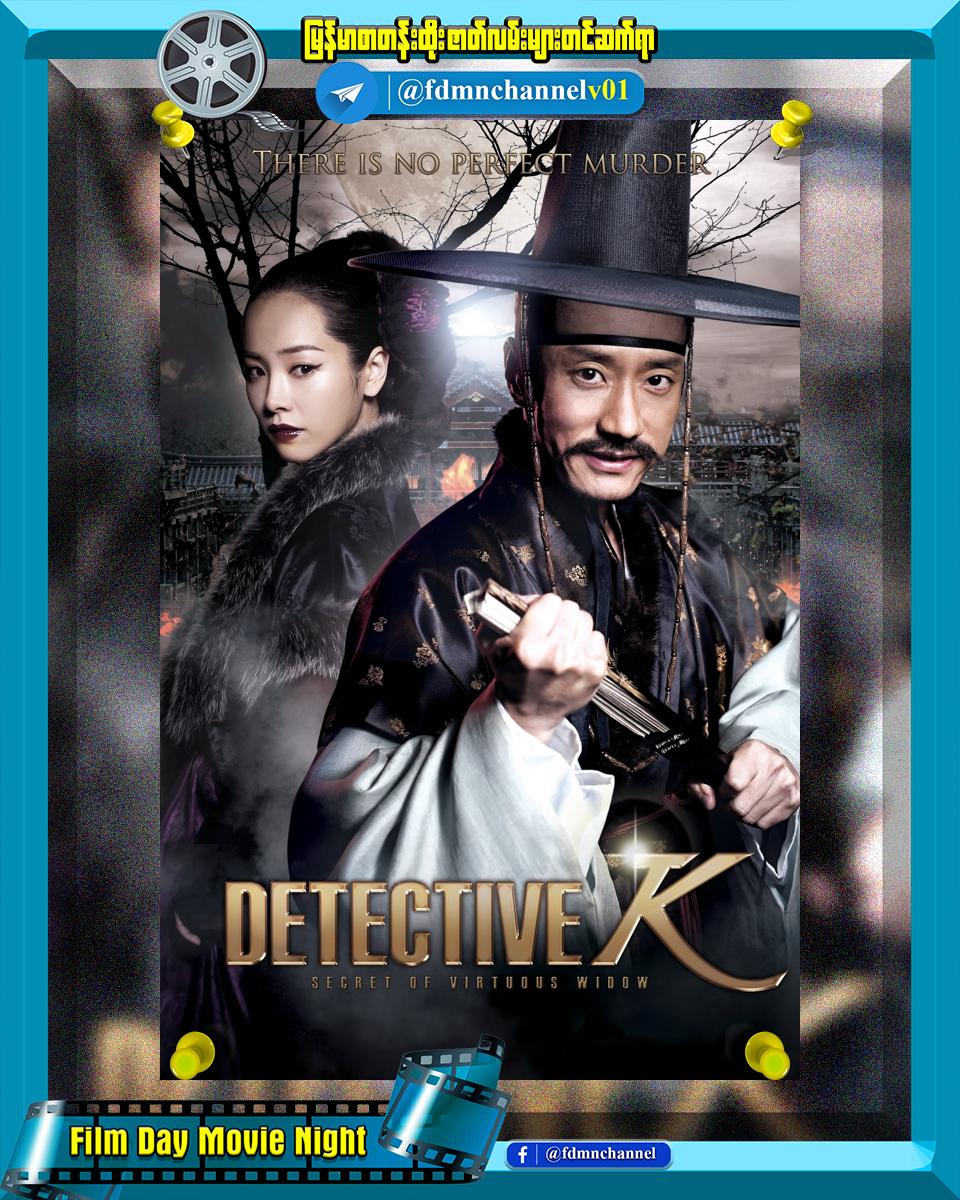 မြန်မာစာတန်းထိုးဇာတ်လမ်းများတင်ဆက်ရာ
@fdmnchannelv01
THERE IS NO PERFECT MURDER
DETECTIVE K
SECRET OF VIRTUOUS WIDOW
Film Day Movie Night
f @fdmnchannel